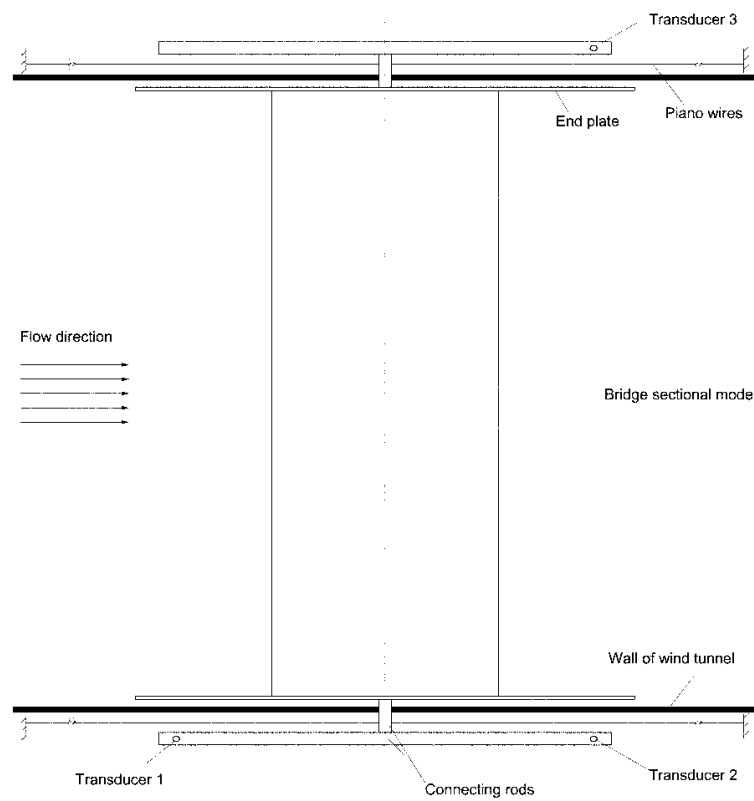 Transducer 3
Piano wires
End plate
Flow direction
Bridge sectional mode
Wall of wind tunnel
Transducer 1
Transducer 2
Connecting rods